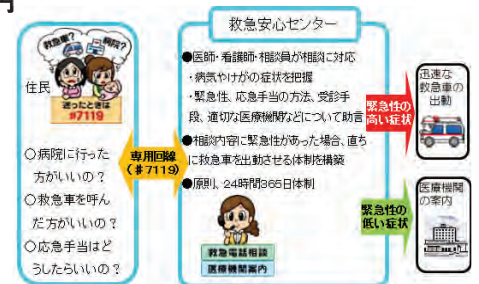 円
救急車？
病院？
住民
迷ったときは
#7119
○病院に行った
方がいいの？
○救急車を呼ん
だ方がいいの？
○応急手当はど
うしたらいいの？
専用回線
(＃7119)
救急安心センター
●医師・看護師・相談員が相談に対応
・病気やけがの症状を把握
・緊急性、応急手当の方法、受診手
段、適切な医療機関などについて助言
●相談内容に緊急性があった場合、直ち
に救急車を出動させる体制を構築
●原則、24時間365日体制
救急電話相談
医療機関案内
緊急性の
高い症状
緊急性の
低い症状
迅速な
救急車の
出動
医療機関
の案内